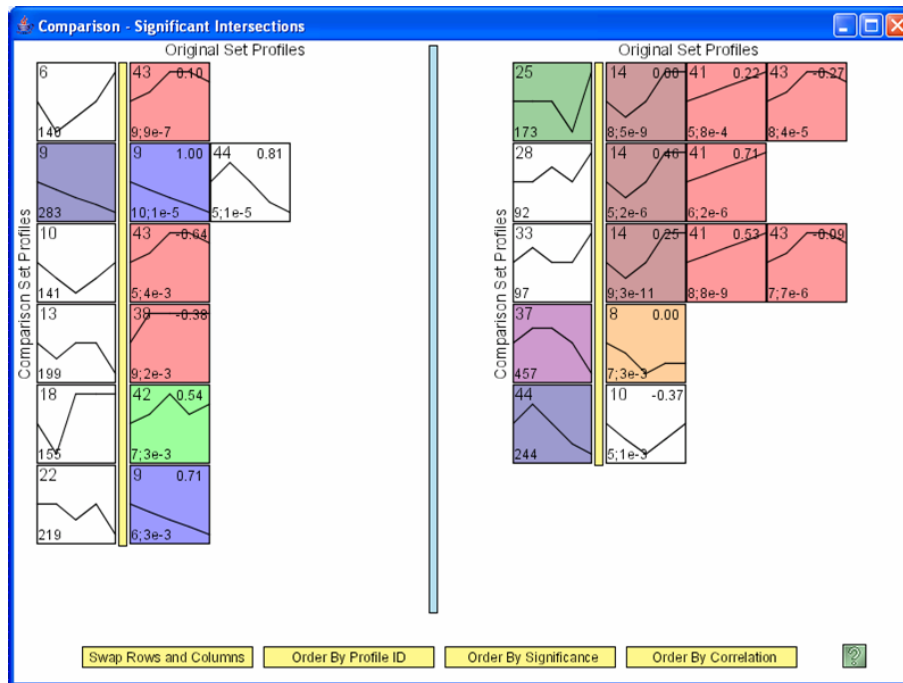 Comparison - Significant Intersections
Original Set Profiles
Comparison Set Profiles
6
140
43 0.10
9;9e-7
9
283
9 1.00
10;1e-5
44 0.81
5;1e-5
10
141
43 -0.64
5;4e-3
13
199
38 -0.38
9;2e-3
18
155
42 0.54
7;3e-3
22
219
9 0.71
6;3e-3
Original Set Profiles
Comparison Set Profiles
25
173
14 0.00
8;5e-9
41 0.22
5;8e-4
43 -0.27
8;4e-5
28
92
14 0.46
5;2e-6
41 0.71
6;2e-6
33
97
14 0.25
9;3e-11
41 0.53
8;8e-9
43 -0.09
7;7e-6
37
457
8 0.00
7;3e-3
44
244
10 -0.37
5;1e-3
Swap Rows and Columns
Order By Profile ID
Order By Significance
Order By Correlation
?